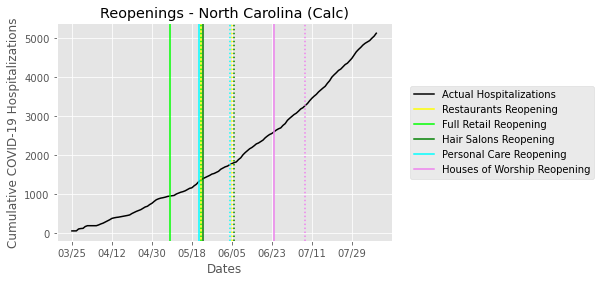 Reopenings - North Carolina (Calc)
Cumulative COVID-19 Hospitalizations
5000
4000
3000
2000
1000
0
03/25 04/12 04/30 05/18 06/05 06/23 07/11 07/29
Dates
Actual Hospitalizations
Restaurants Reopening
Full Retail Reopening
Hair Salons Reopening
Personal Care Reopening
Houses of Worship Reopening